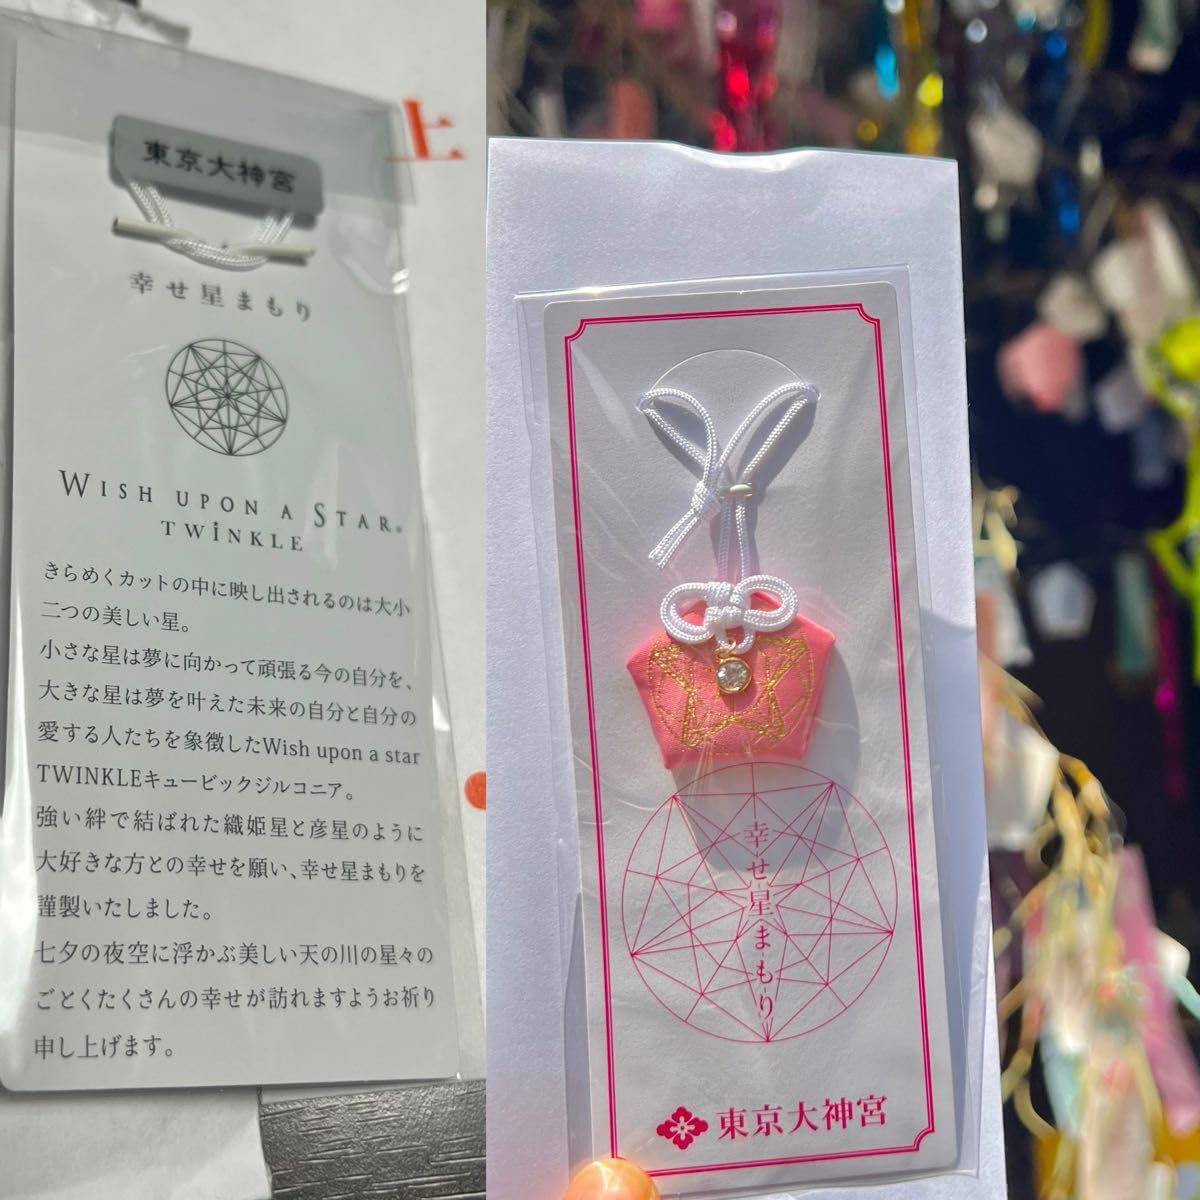 上
東京大神宮
幸せ星まもり
WISH UPON A STAR®
TWINKLE
きらめくカットの中に映し出されるのは大小
二つの美しい星。
小さな星は夢に向かって頑張る今の自分を、
大きな星は夢を叶えた未来の自分と自分の
愛する人たちを象徴したWish upon a star
TWINKLEキュービックジルコニア。
強い絆で結ばれた織姫星と彦星のように
大好きな方との幸せを願い、幸せ星まもりを
謹製いたしました。
七夕の夜空に浮かぶ美しい天の川の星々の
ごとくたくさんの幸せが訪れますようお祈り
申し上げます。
幸せ星まもり
東京大神宮